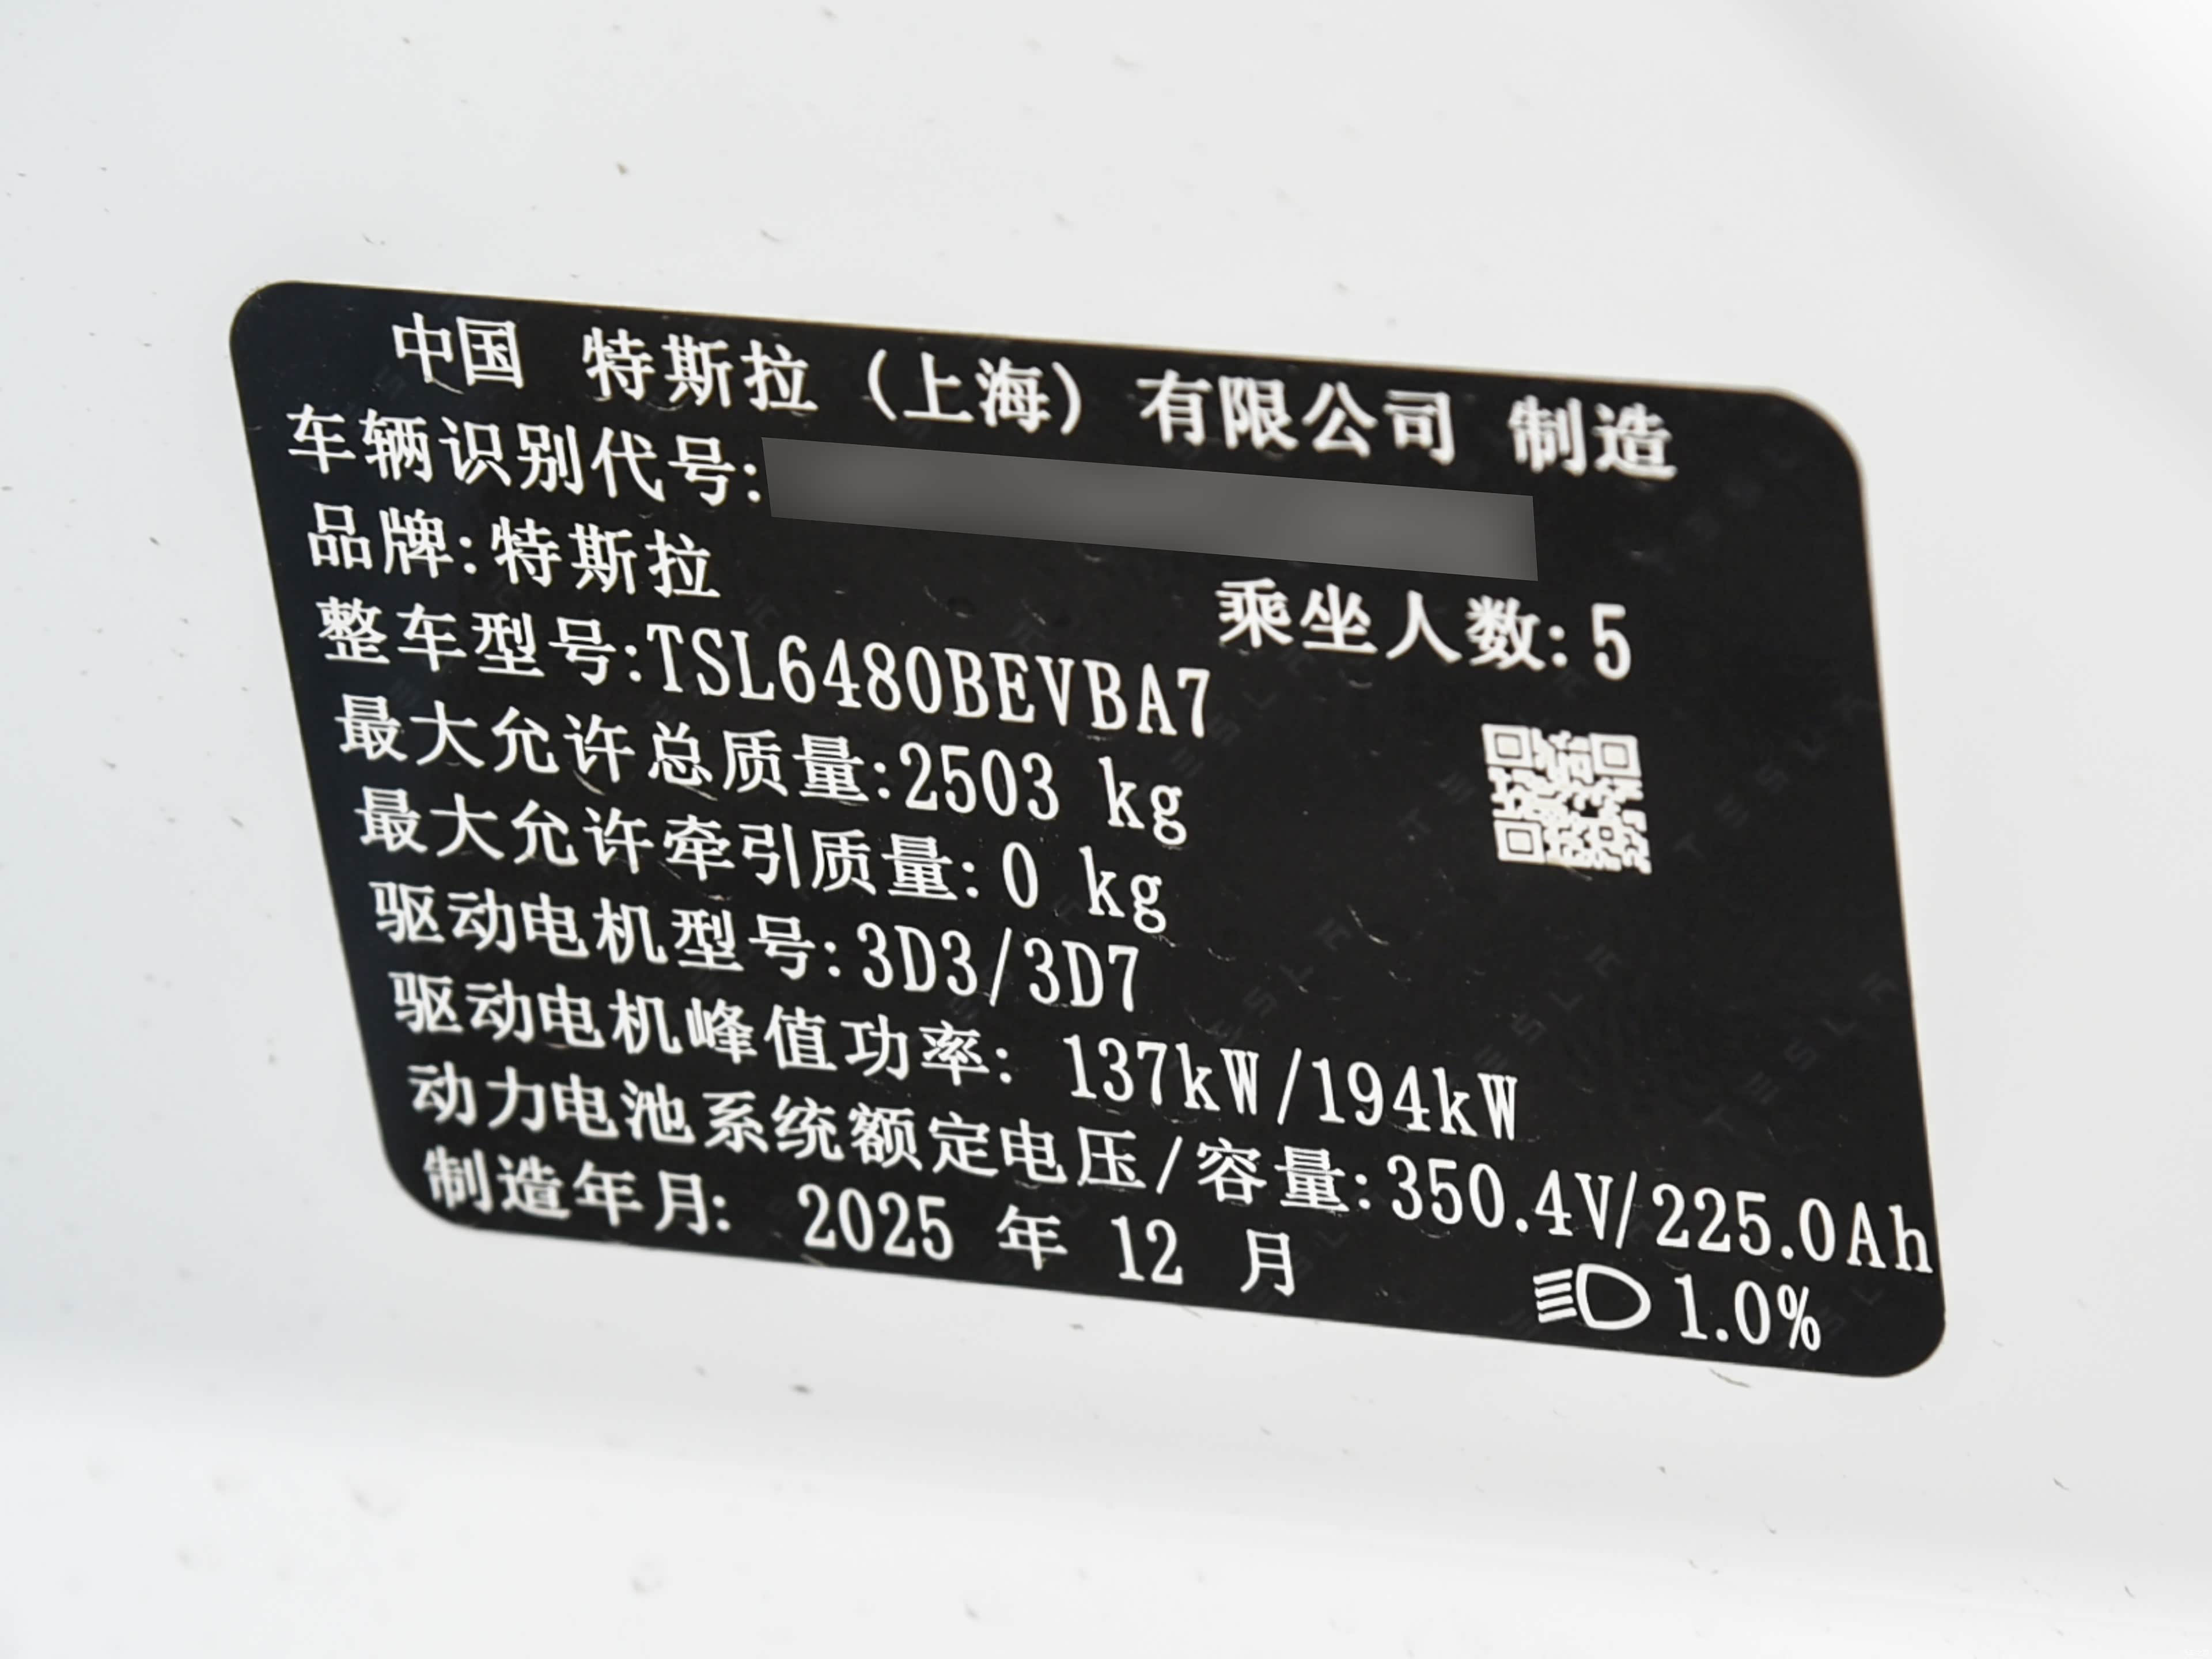 中国 特斯拉（上海）有限公司 制造
车辆识别代号:
品牌:特斯拉
乘坐人数:5
整车型号:TSL6480BEVBA7
最大允许总质量:2503 kg
最大允许牵引质量:0 kg
驱动电机型号:3D3/3D7
驱动电机峰值功率: 137kW/194kW
动力电池系统额定电压/容量:350.4V/225.0Ah
制造年月: 2025 年 12 月
1.0%